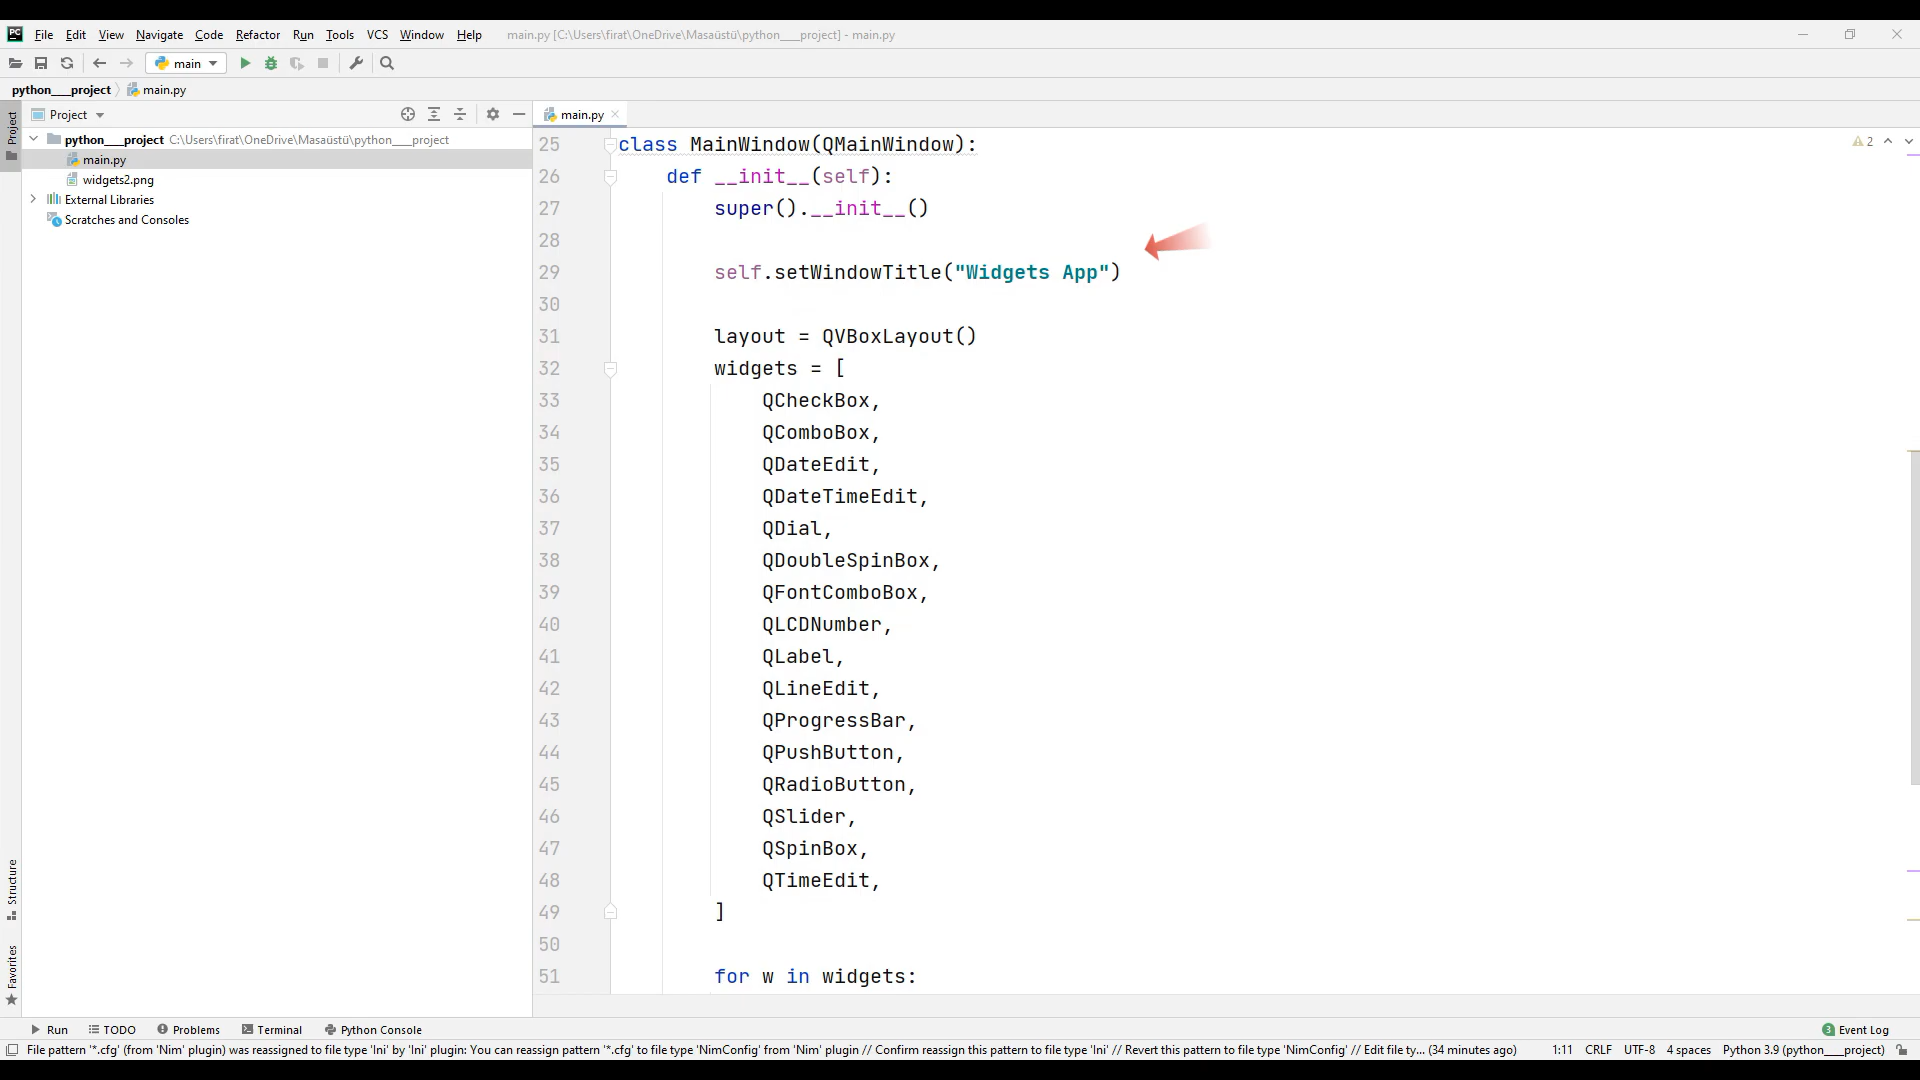 File Edit View Navigate Code Refactor Run Tools VCS Window Help main.py [C:\Users\firat\OneDrive\Masaüstü\python___project] - main.py
main
python___project main.py
Project
main.py
python___project C:\Users\firat\OneDrive\Masaüstü\python___project
main.py
widgets2.png
External Libraries
Scratches and Consoles
Project
Structure
Favorites
2
25 class MainWindow(QMainWindow):
26 def __init__(self):
27 super().__init__()
28
29 self.setWindowTitle("Widgets App")
30
31 layout = QVBoxLayout()
32 widgets = [
33 QCheckBox,
34 QComboBox,
35 QDateEdit,
36 QDateTimeEdit,
37 QDial,
38 QDoubleSpinBox,
39 QFontComboBox,
40 QLCDNumber,
41 QLabel,
42 QLineEdit,
43 QProgressBar,
44 QPushButton,
45 QRadioButton,
46 QSlider,
47 QSpinBox,
48 QTimeEdit,
49 ]
50
51 for w in widgets:
Run TODO Problems Terminal Python Console 3 Event Log
File pattern '*.cfg' (from 'Nim' plugin) was reassigned to file type 'Ini' by 'Ini' plugin: You can reassign pattern '*.cfg' to file type 'NimConfig' from 'Nim' plugin // Confirm reassign this pattern to file type 'Ini' // Revert this pattern to file type 'NimConfig' // Edit file ty... (34 minutes ago) 1:11 CRLF UTF-8 4 spaces Python 3.9 (python___project)